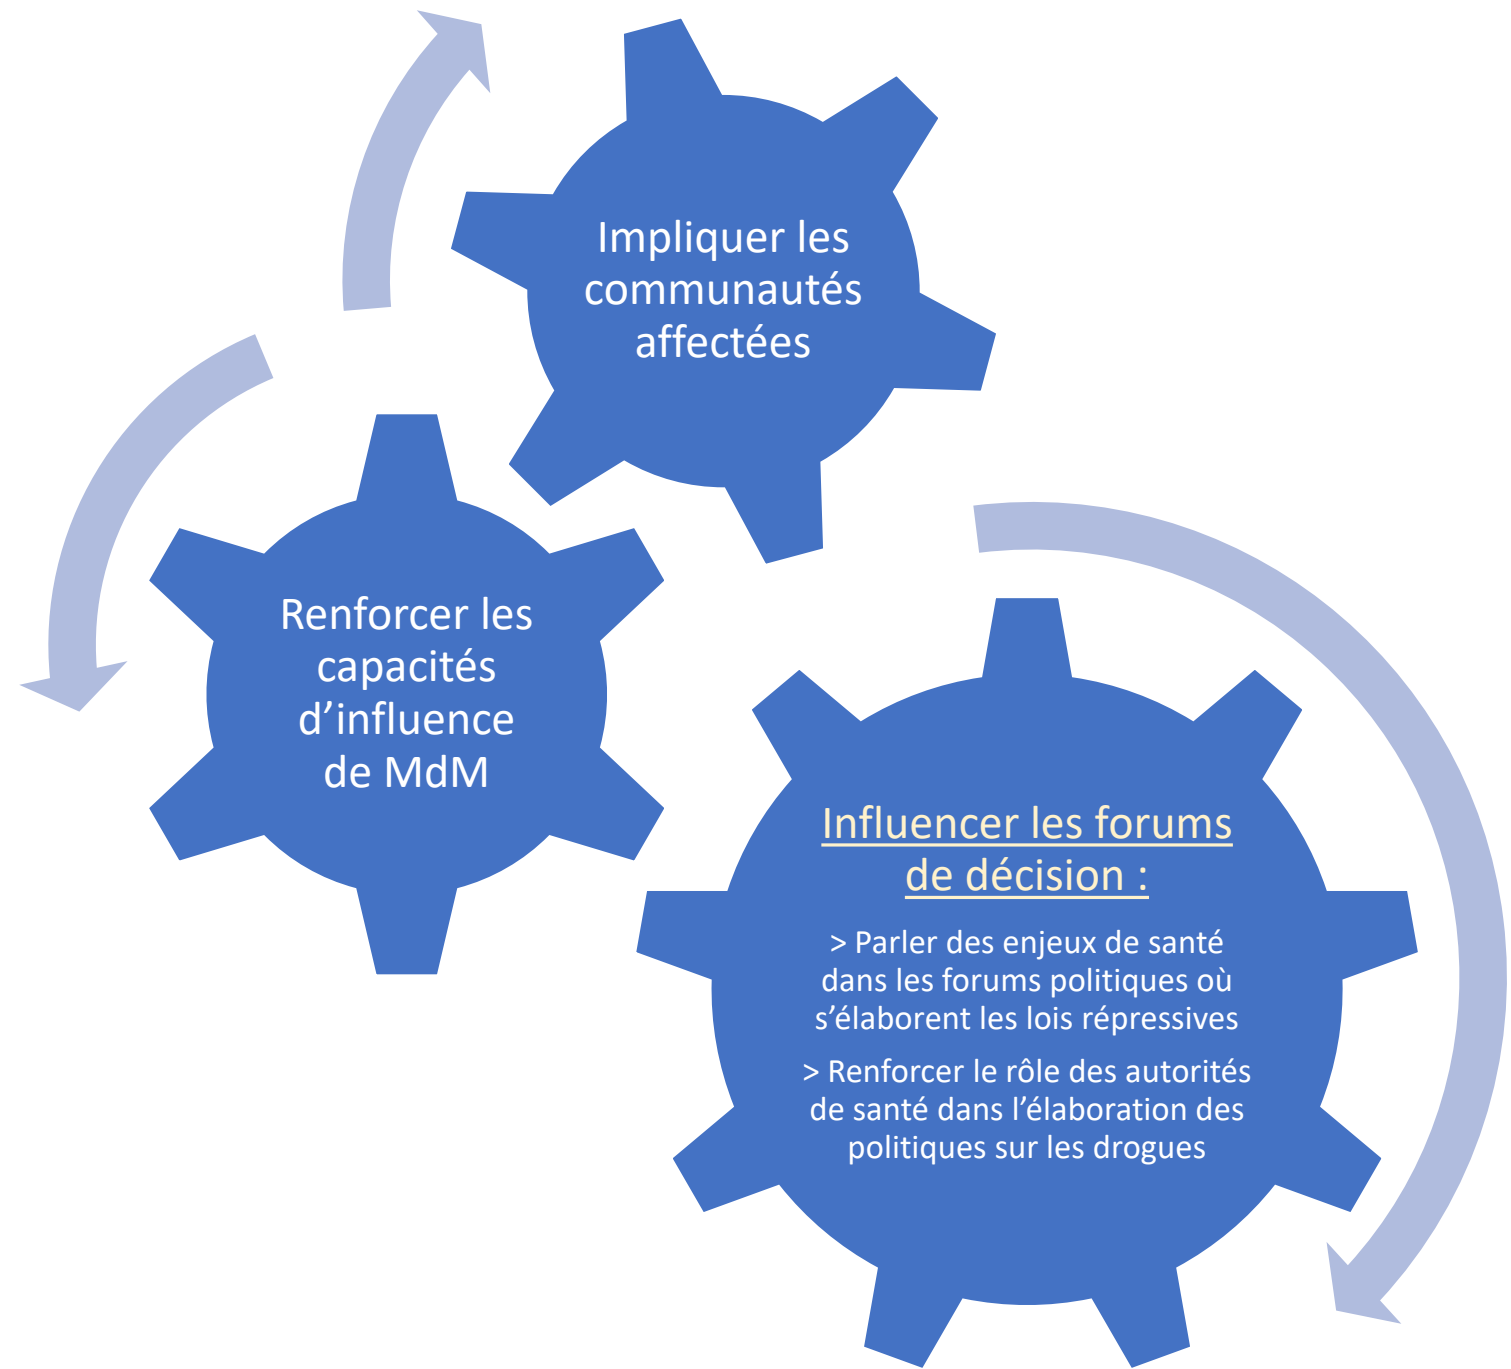 Impliquer les
communautés
affectées
Renforcer les
capacités
d’influence
de MdM
Influencer les forums
de décision :
> Parler des enjeux de santé
dans les forums politiques où
s’élaborent les lois répressives
> Renforcer le rôle des autorités
de santé dans l’élaboration des
politiques sur les drogues